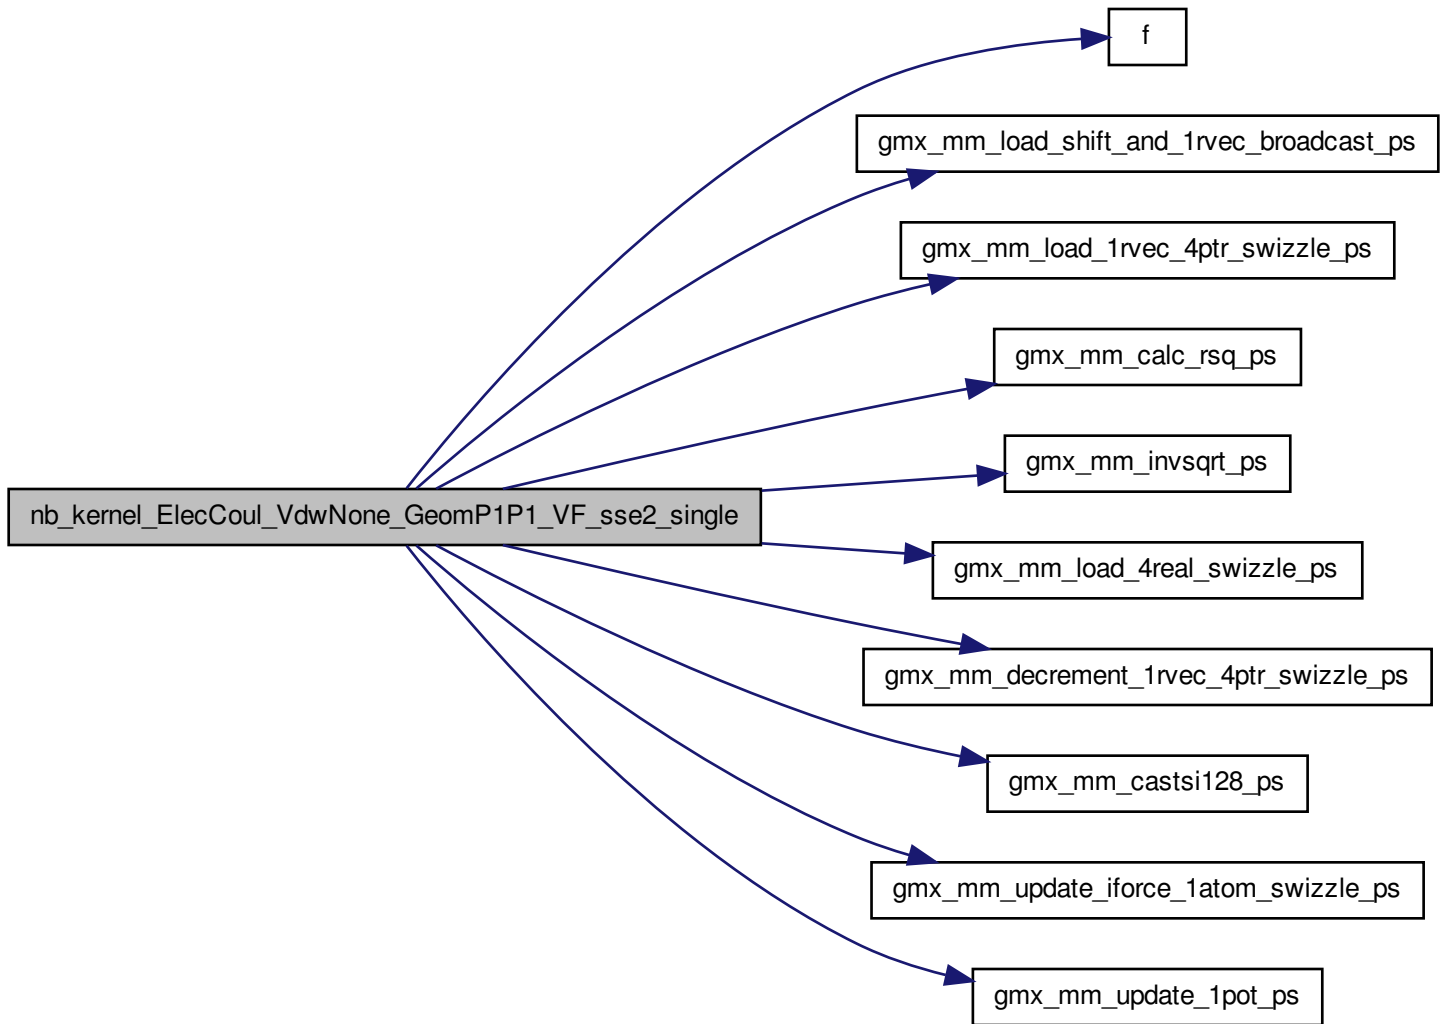 f
gmx_mm_load_shift_and_1rvec_broadcast_ps
gmx_mm_load_1rvec_4ptr_swizzle_ps
gmx_mm_calc_rsq_ps
gmx_mm_invsqrt_ps
nb_kernel_ElecCoul_VdwNone_GeomP1P1_VF_sse2_single
gmx_mm_load_4real_swizzle_ps
gmx_mm_decrement_1rvec_4ptr_swizzle_ps
gmx_mm_castsi128_ps
gmx_mm_update_iforce_1atom_swizzle_ps
gmx_mm_update_1pot_ps